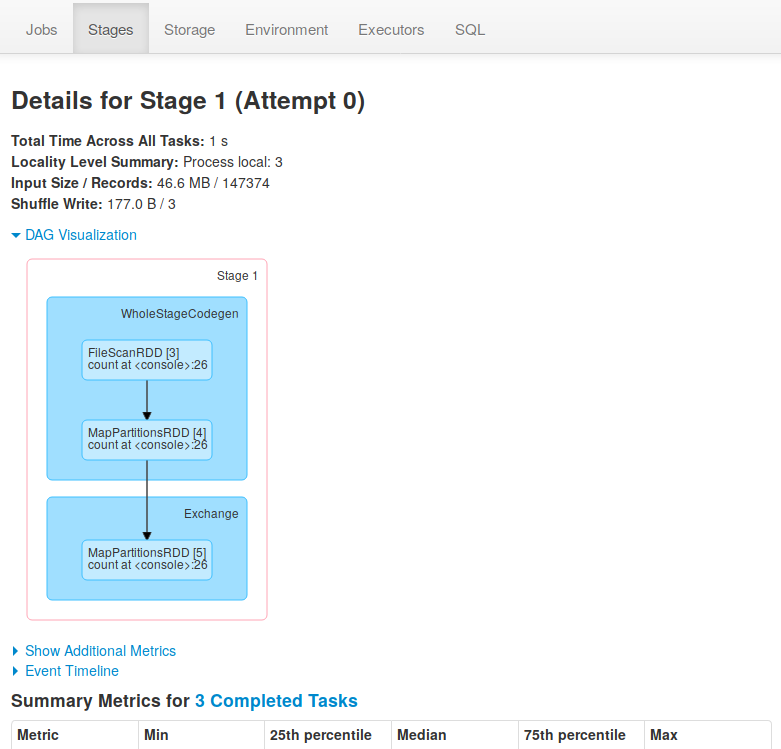 Jobs Stages Storage Environment Executors SQL
Details for Stage 1 (Attempt 0)
Total Time Across All Tasks: 1 s
Locality Level Summary: Process local: 3
Input Size / Records: 46.6 MB / 147374
Shuffle Write: 177.0 B / 3
DAG Visualization
Stage 1
WholeStageCodegen
FileScanRDD [3]
count at <console>:26
MapPartitionsRDD [4]
count at <console>:26
Exchange
MapPartitionsRDD [5]
count at <console>:26
Show Additional Metrics
Event Timeline
Summary Metrics for 3 Completed Tasks
Metric Min 25th percentile Median 75th percentile Max